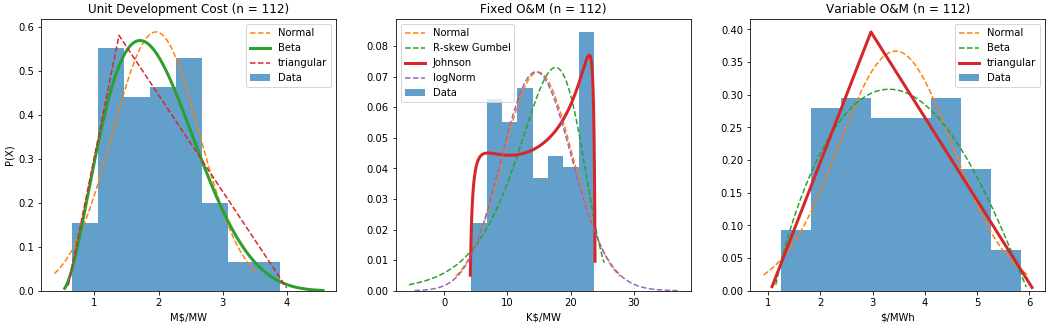 Unit Development Cost (n = 112)
P(X)
0.6
0.5
0.4
0.3
0.2
0.1
0.0
Normal
Beta
triangular
Data
1 2 3 4
M$/MW
Fixed O&M (n = 112)
0.08
0.07
0.06
0.05
0.04
0.03
0.02
0.01
0.00
Normal
R-skew Gumbel
Johnson
logNorm
Data
0 10 20 30
K$/MW
Variable O&M (n = 112)
0.40
0.35
0.30
0.25
0.20
0.15
0.10
0.05
0.00
Normal
Beta
triangular
Data
1 2 3 4 5 6
$/MWh